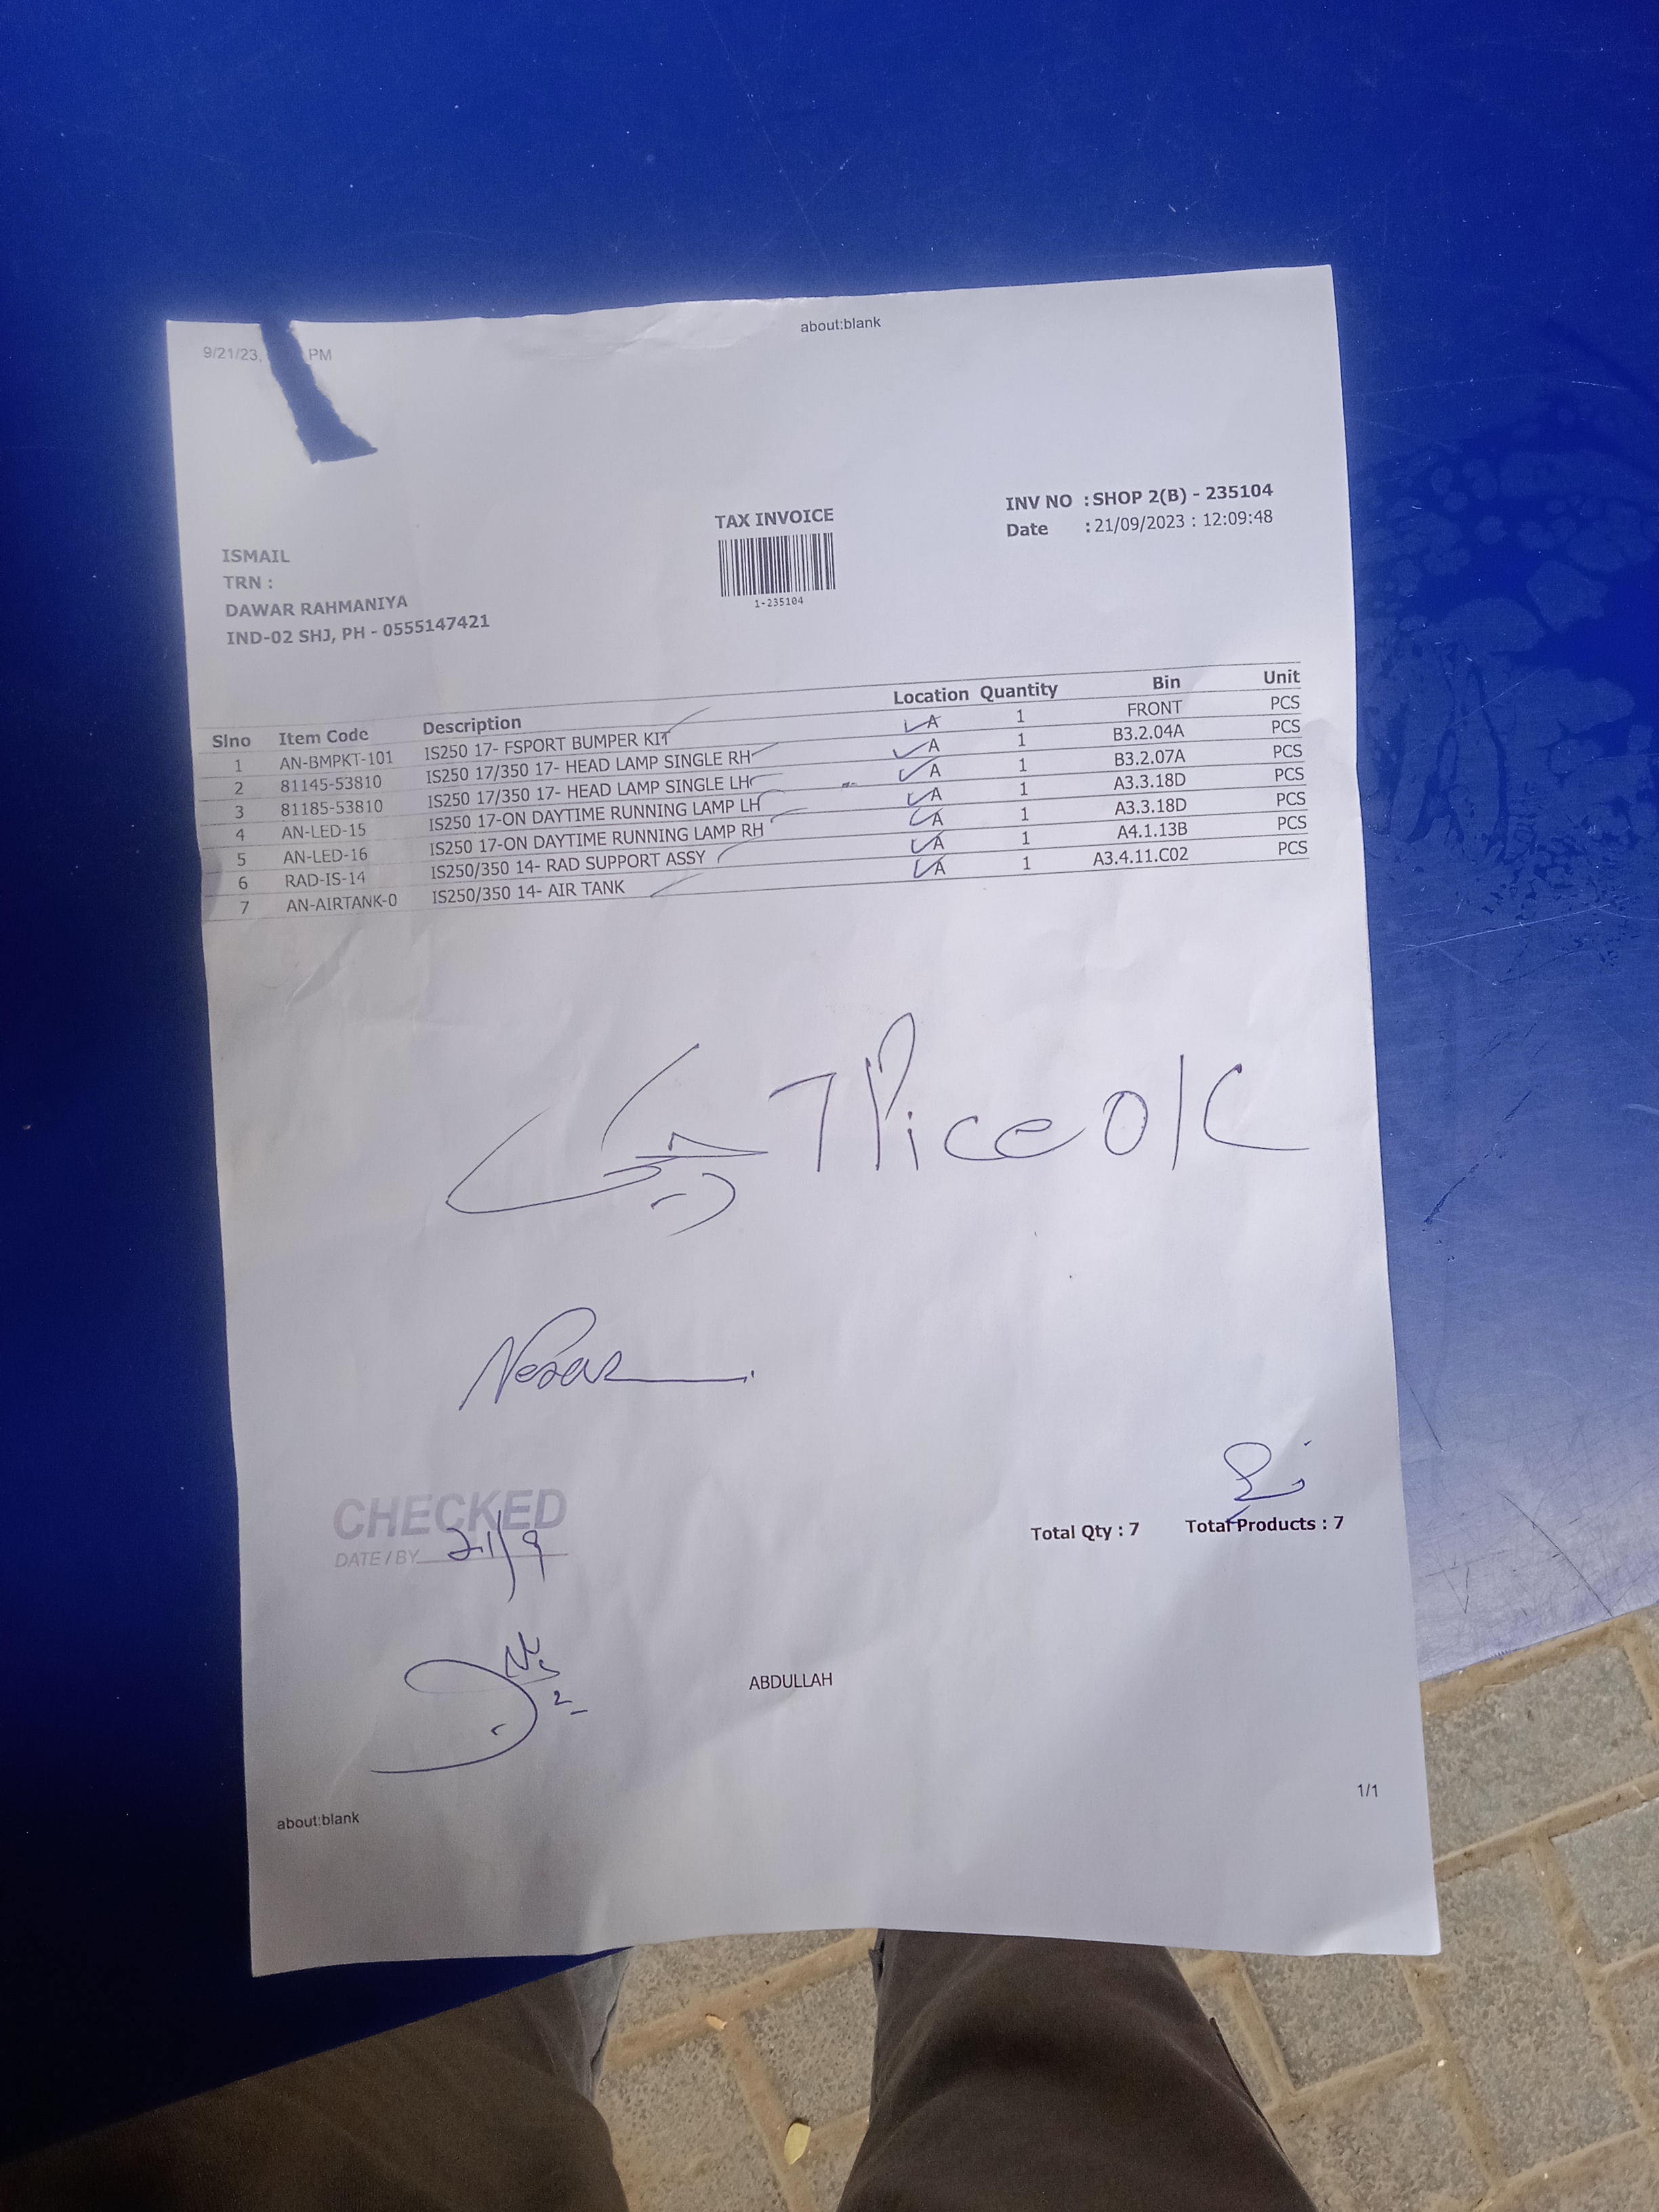 about:blank
9/21/23, PM
TAX INVOICE
INV NO : SHOP 2(B) - 235104
Date : 21/09/2023 : 12:09:48
1-235104
ISMAIL
TRN :
DAWAR RAHMANIYA
IND-02 SHJ, PH - 0555147421
Slno Item Code Description Location Quantity Bin Unit
1 AN-BMPKT-101 IS250 17- FSPORT BUMPER KIT A 1 FRONT PCS
2 81145-53810 IS250 17/350 17- HEAD LAMP SINGLE RH A 1 B3.2.04A PCS
3 81185-53810 IS250 17/350 17- HEAD LAMP SINGLE LH A 1 B3.2.07A PCS
4 AN-LED-15 IS250 17-ON DAYTIME RUNNING LAMP LH A 1 A3.3.18D PCS
5 AN-LED-16 IS250 17-ON DAYTIME RUNNING LAMP RH A 1 A3.3.18D PCS
6 RAD-IS-14 IS250/350 14- RAD SUPPORT ASSY A 1 A4.1.13B PCS
7 AN-AIRTANK-0 IS250/350 14- AIR TANK A 1 A3.4.11.C02 PCS
7 Pice OK
CHECKED
DATE / BY 21/9
Total Qty : 7 Total Products : 7
ABDULLAH
1/1
about:blank